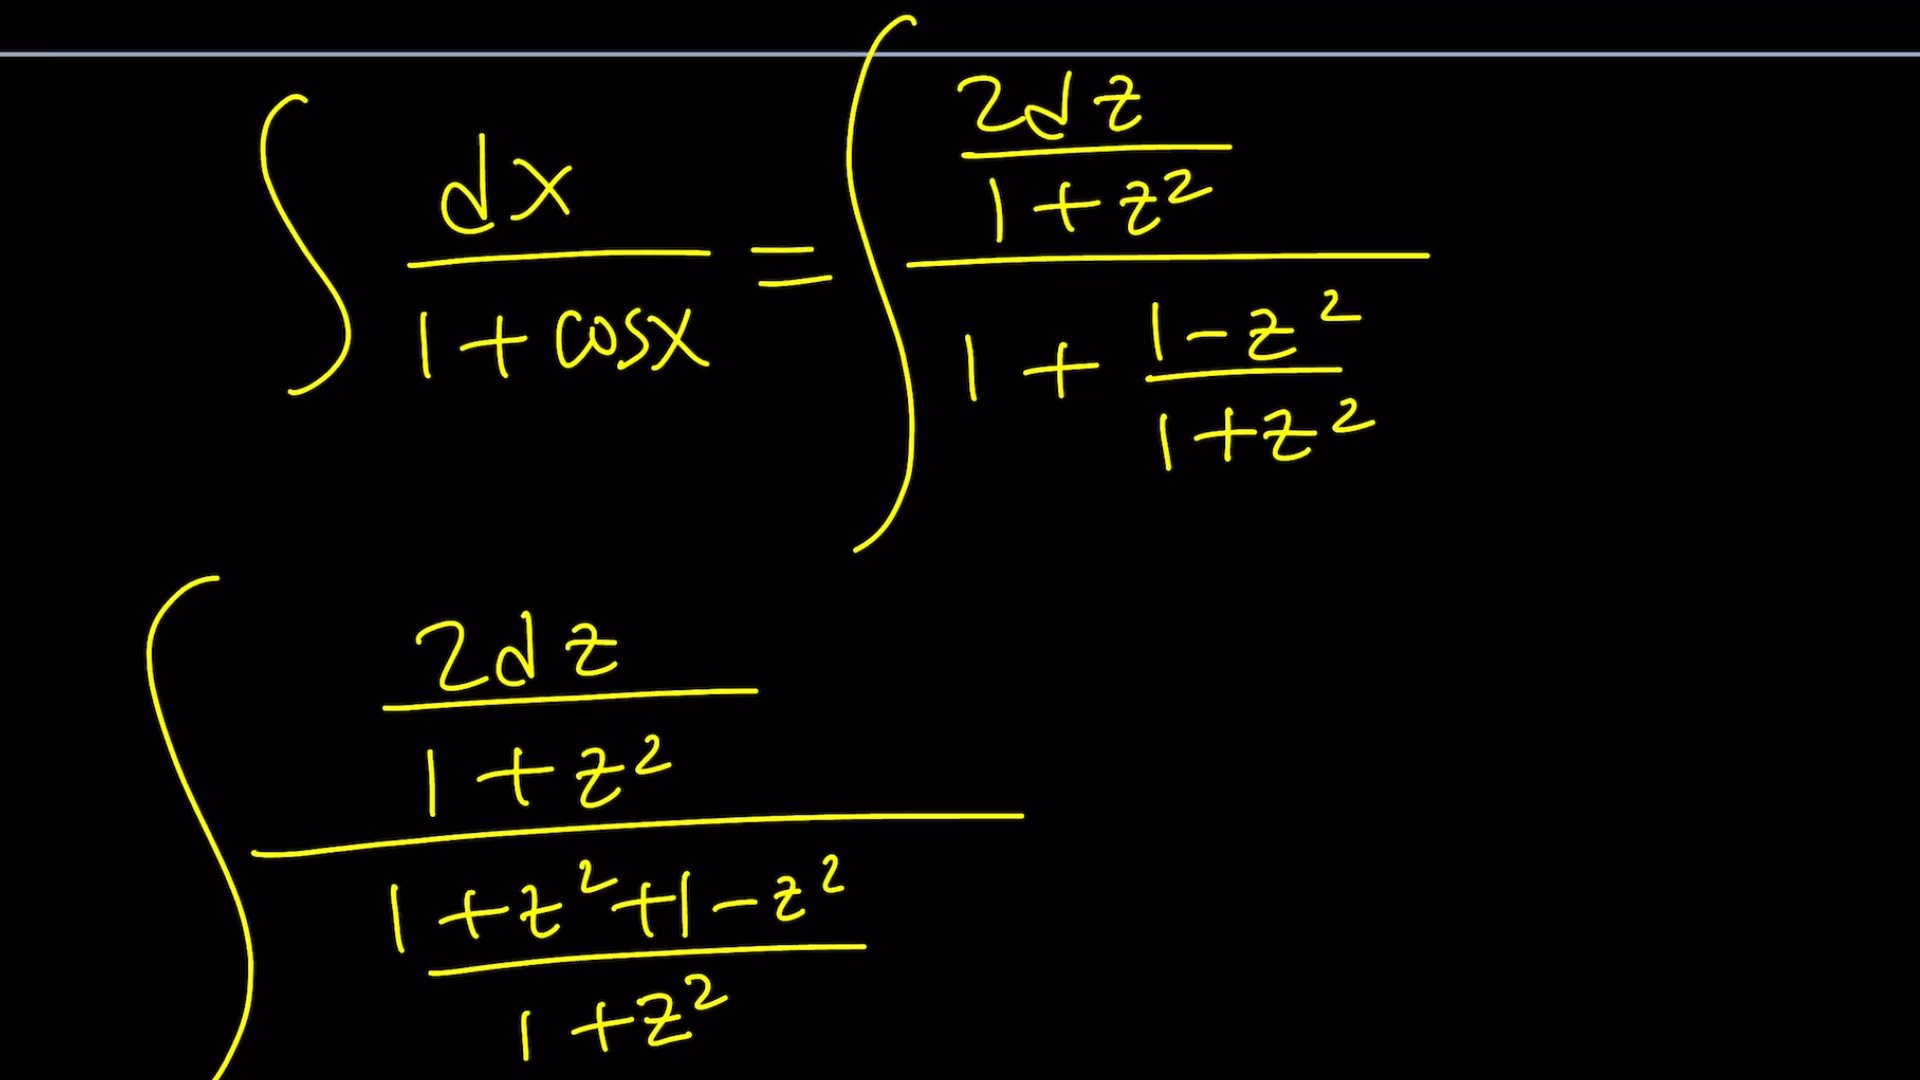 ∫ dx / (1 + cosx) = ∫ (2dz / (1 + z²)) / (1 + (1 - z²) / (1 + z²))
∫ (2dz / (1 + z²)) / ((1 + z² + 1 - z²) / (1 + z²))